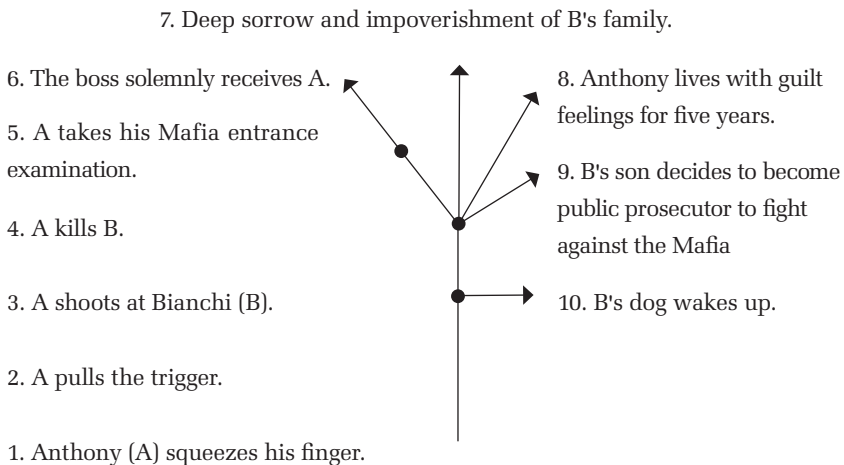 7. Deep sorrow and impoverishment of B's family.
6. The boss solemnly receives A.
5. A takes his Mafia entrance
examination.
4. A kills B.
3. A shoots at Bianchi (B).
2. A pulls the trigger.
1. Anthony (A) squeezes his finger.
8. Anthony lives with guilt
feelings for five years.
9. B's son decides to become
public prosecutor to fight
against the Mafia
10. B's dog wakes up.